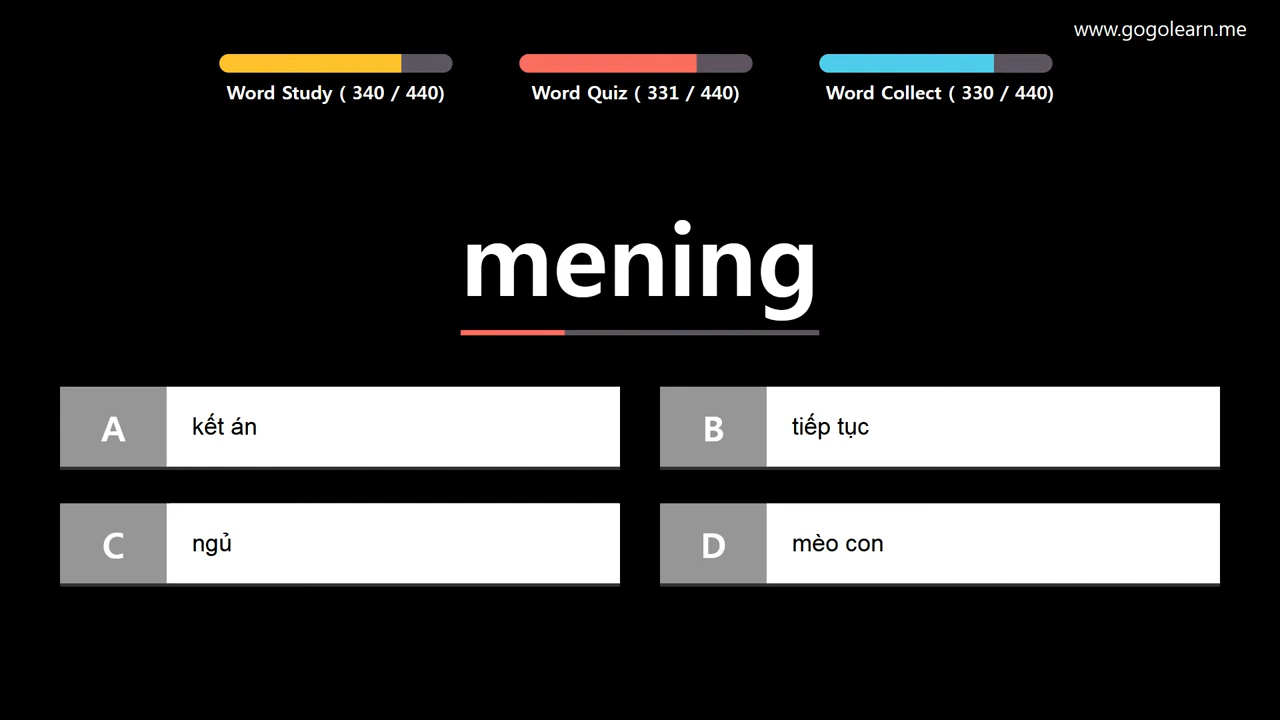 www.gogolearn.me
Word Study ( 340 / 440)
Word Quiz ( 331 / 440)
Word Collect ( 330 / 440)
mening
A
kết án
B
tiếp tục
C
ngủ
D
mèo con